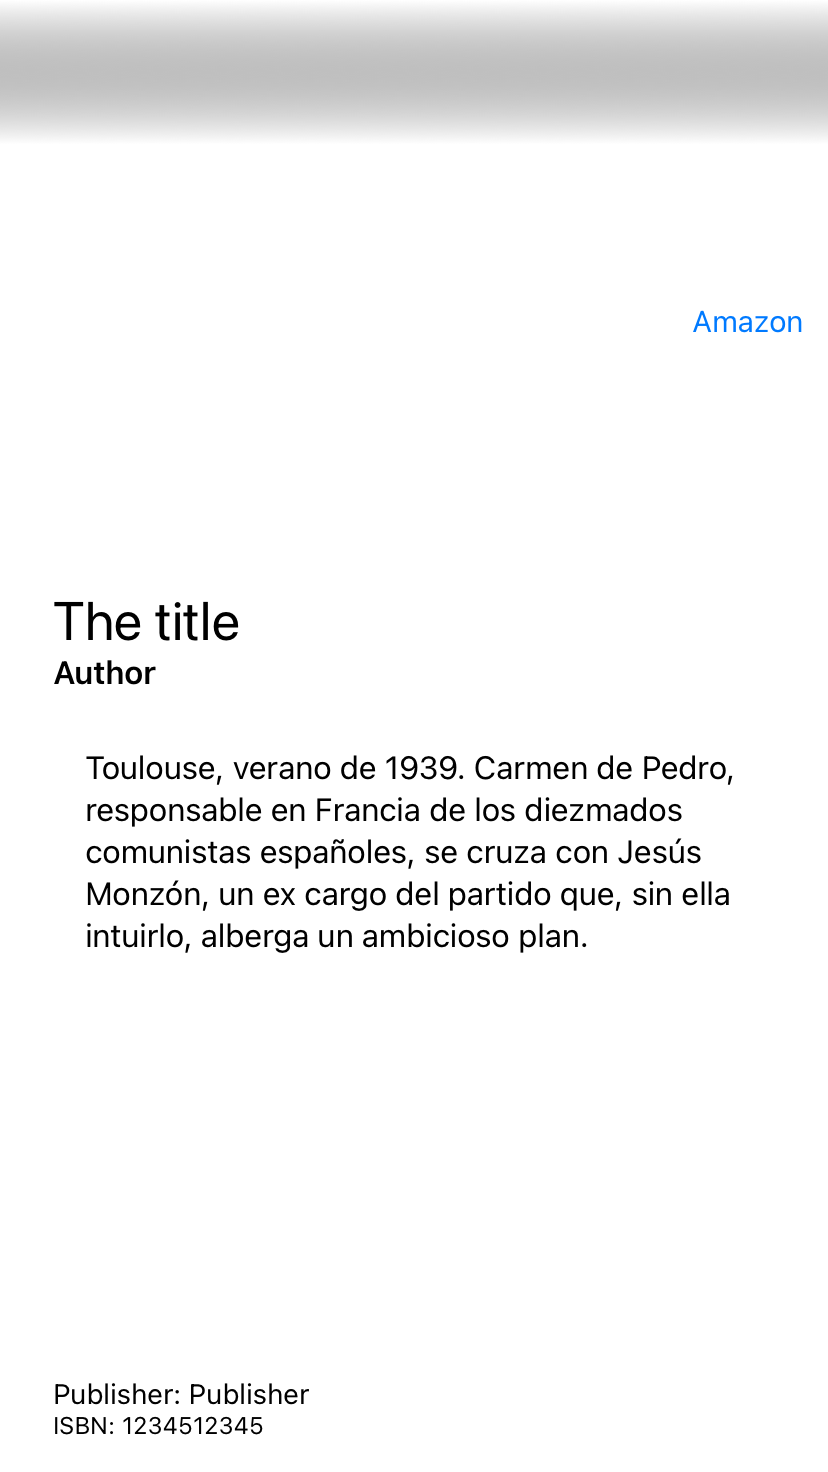 Amazon
The title
Author
Toulouse, verano de 1939. Carmen de Pedro,
responsable en Francia de los diezmados
comunistas españoles, se cruza con Jesús
Monzón, un ex cargo del partido que, sin ella
intuirlo, alberga un ambicioso plan.
Publisher: Publisher
ISBN: 1234512345